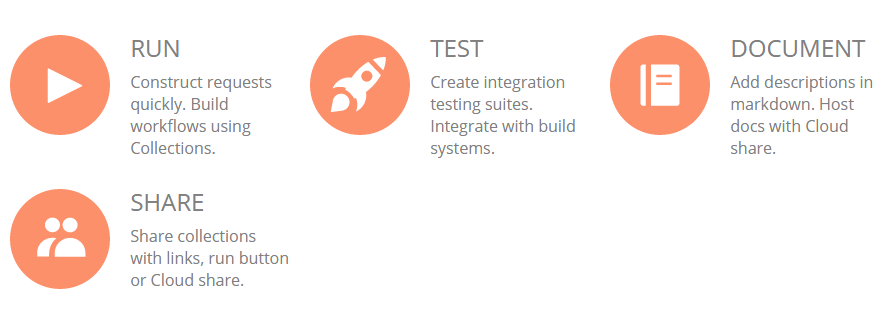 RUN
Construct requests
quickly. Build
workflows using
Collections.
TEST
Create integration
testing suites.
Integrate with build
systems.
DOCUMENT
Add descriptions in
markdown. Host
docs with Cloud
share.
SHARE
Share collections
with links, run button
or Cloud share.